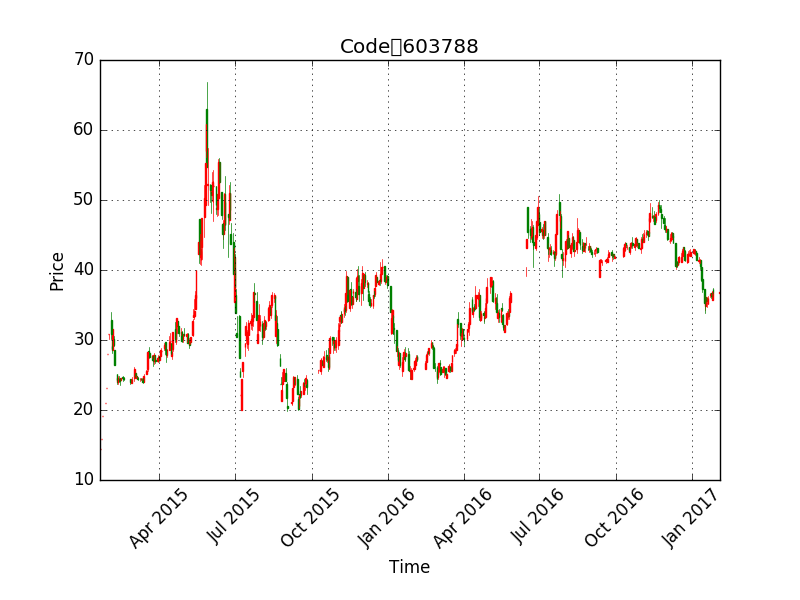 Code▯603788
70
60
50
40
30
20
10
Price
Apr 2015
Jul 2015
Oct 2015
Jan 2016
Apr 2016
Jul 2016
Oct 2016
Jan 2017
Time